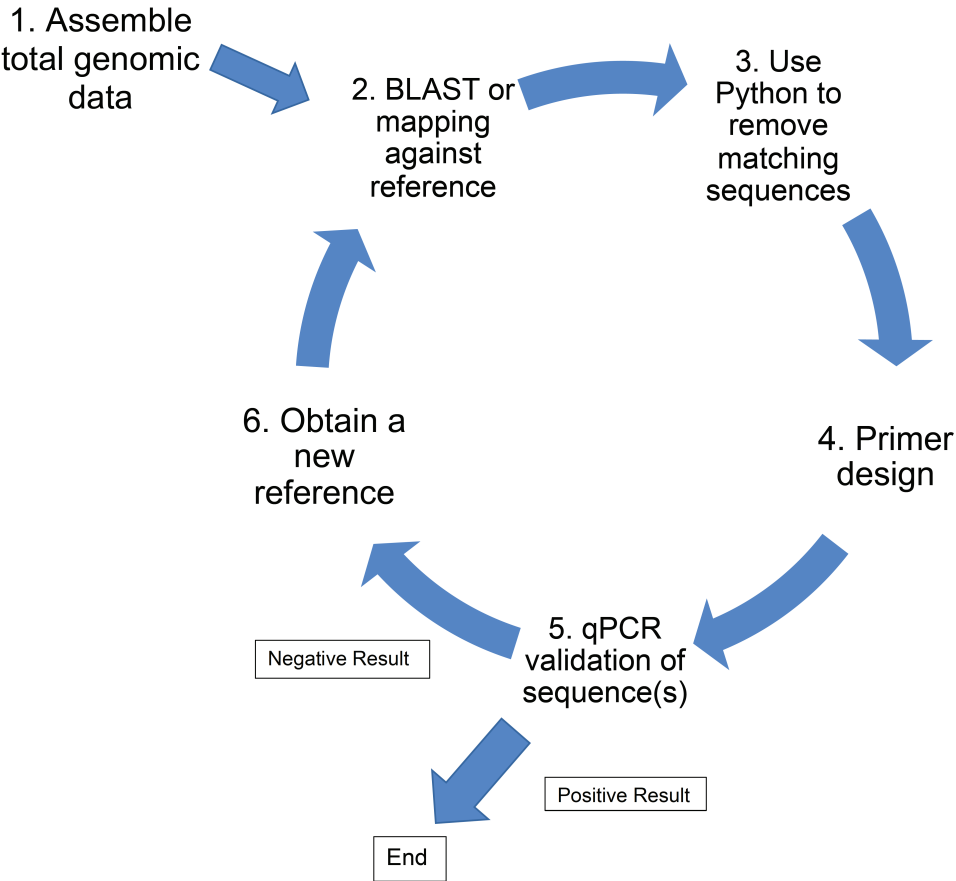 1. Assemble
total genomic
data
2. BLAST or
mapping
against
reference
3. Use
Python to
remove
matching
sequences
4. Primer
design
5. qPCR
validation of
sequence(s)
6. Obtain a
new
reference
Negative Result
Positive Result
End